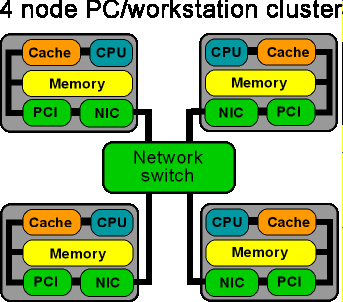 4 node PC/workstation cluster
Cache CPU
Memory
PCI NIC
CPU Cache
Memory
NIC PCI
Network
switch
Cache CPU
Memory
PCI NIC
CPU Cache
Memory
NIC PCI